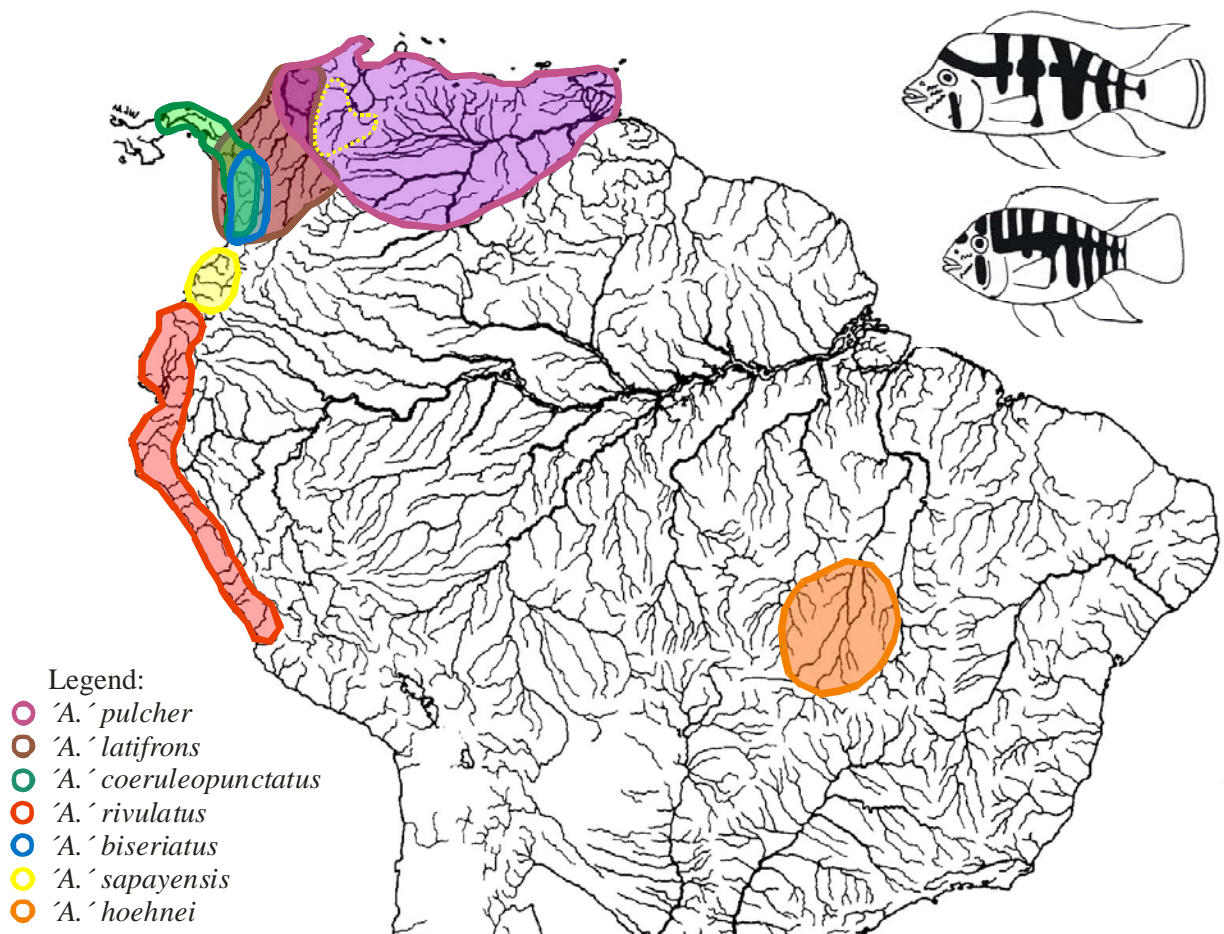 Legend:
´A.´ pulcher
´A.´ latifrons
´A.´ coeruleopunctatus
´A.´ rivulatus
´A.´ biseriatus
´A.´ sapayensis
´A.´ hoehnei